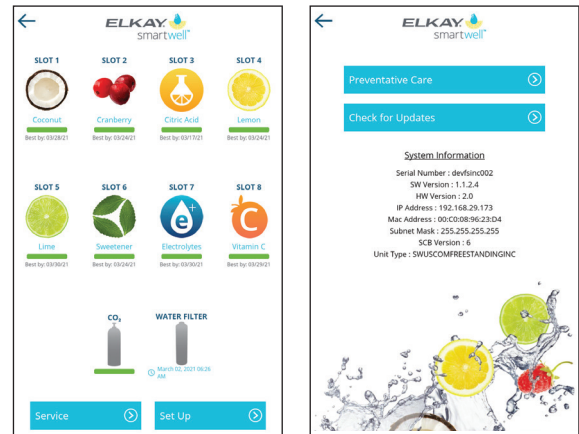 ELKAY
smartwell
SLOT 1 SLOT 2 SLOT 3 SLOT 4
Coconut Cranberry Citric Acid Lemon
Best by: 03/28/21 Best by: 03/24/21 Best by: 03/17/21 Best by: 03/24/21
SLOT 5 SLOT 6 SLOT 7 SLOT 8
e+ C
Lime Sweetener Electrolytes Vitamin C
Best by: 03/30/21 Best by: 03/24/21 Best by: 03/30/21 Best by: 03/29/21
CO₂ WATER FILTER
March 02, 2021 08:26
AM
Service Set Up
ELKAY
smartwell
Preventative Care
Check for Updates
System Information
Serial Number : devfsinc002
SW Version : 1.1.2.4
HW Version : 2.0
IP Address : 192.168.29.173
Mac Address : 00:C0:08:96:23:D4
Subnet Mask : 255.255.255.255
SCB Version : 6
Unit Type : SWUSCOMFREESTANDINGINC